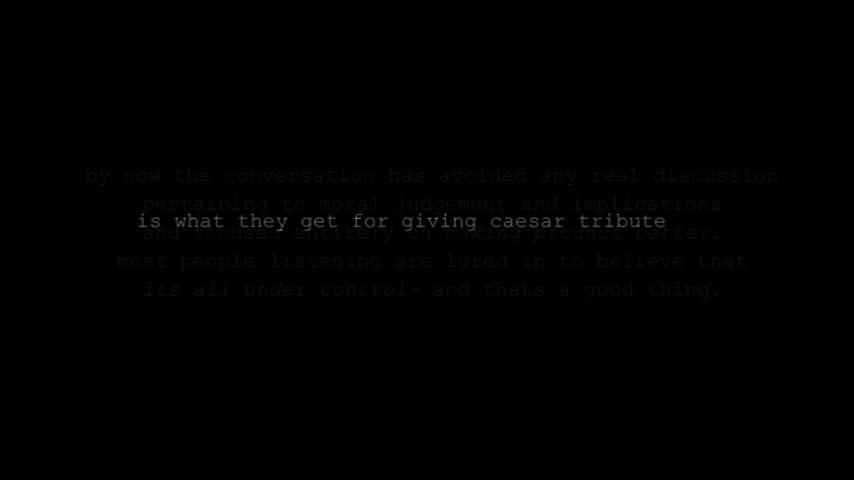 by now the conversation has avoided any real discussion
pertaining to moral judgement and implications
is what they get for giving caesar tribute
and focused entirely on making product better.
most people listening are lured in to believe that
its all under control- and thats a good thing.